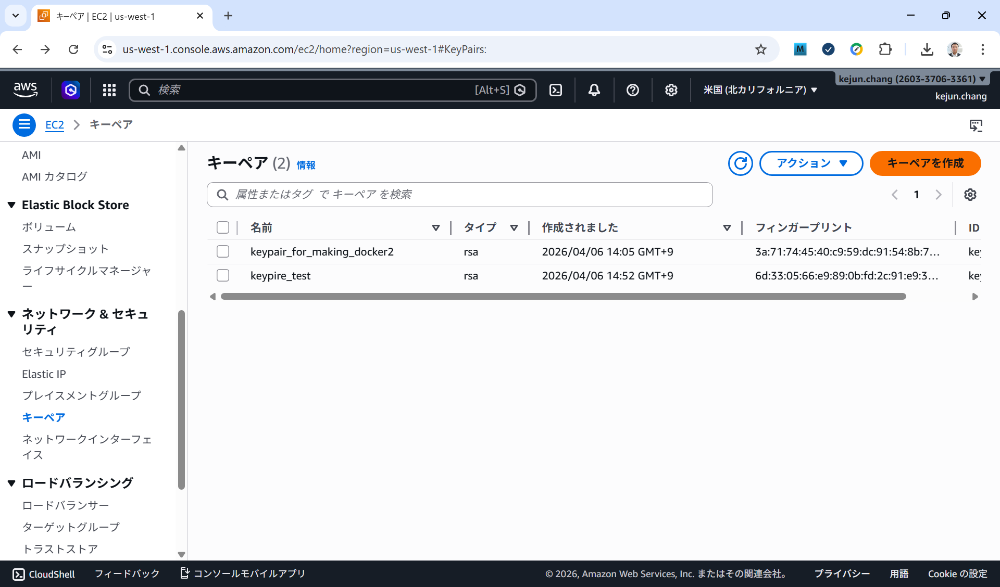 キーペア | EC2 | us-west-1
us-west-1.console.aws.amazon.com/ec2/home?region=us-west-1#KeyPairs:
M
aws
検索
[Alt+S]
米国 (北カリフォルニア) ▼
kejun.chang (2603-3706-3361) ▼
kejun.chang
EC2
キーペア
AMI
AMI カタログ
Elastic Block Store
ボリューム
スナップショット
ライフサイクルマネージャ
ー
ネットワーク & セキュ
リティ
セキュリティグループ
Elastic IP
プレイスメントグループ
キーペア
ネットワークインターフェ
イス
ロードバランシング
ロードバランサー
ターゲットグループ
トラストストア
キーペア (2) 情報
アクション ▼
キーペアを作成
属性またはタグ で キーペア を検索
1
名前 タイプ 作成されました フィンガープリント ID
keypair_for_making_docker2 rsa 2026/04/06 14:05 GMT+9 3a:71:74:45:40:c9:59:dc:91:54:8b:7... key
keypire_test rsa 2026/04/06 14:52 GMT+9 6d:33:05:66:e9:89:0b:fd:2c:91:e9:3... key
CloudShell フィードバック コンソールモバイルアプリ
© 2026, Amazon Web Services, Inc. またはその関連会社。 プライバシー 用語 Cookie の設定